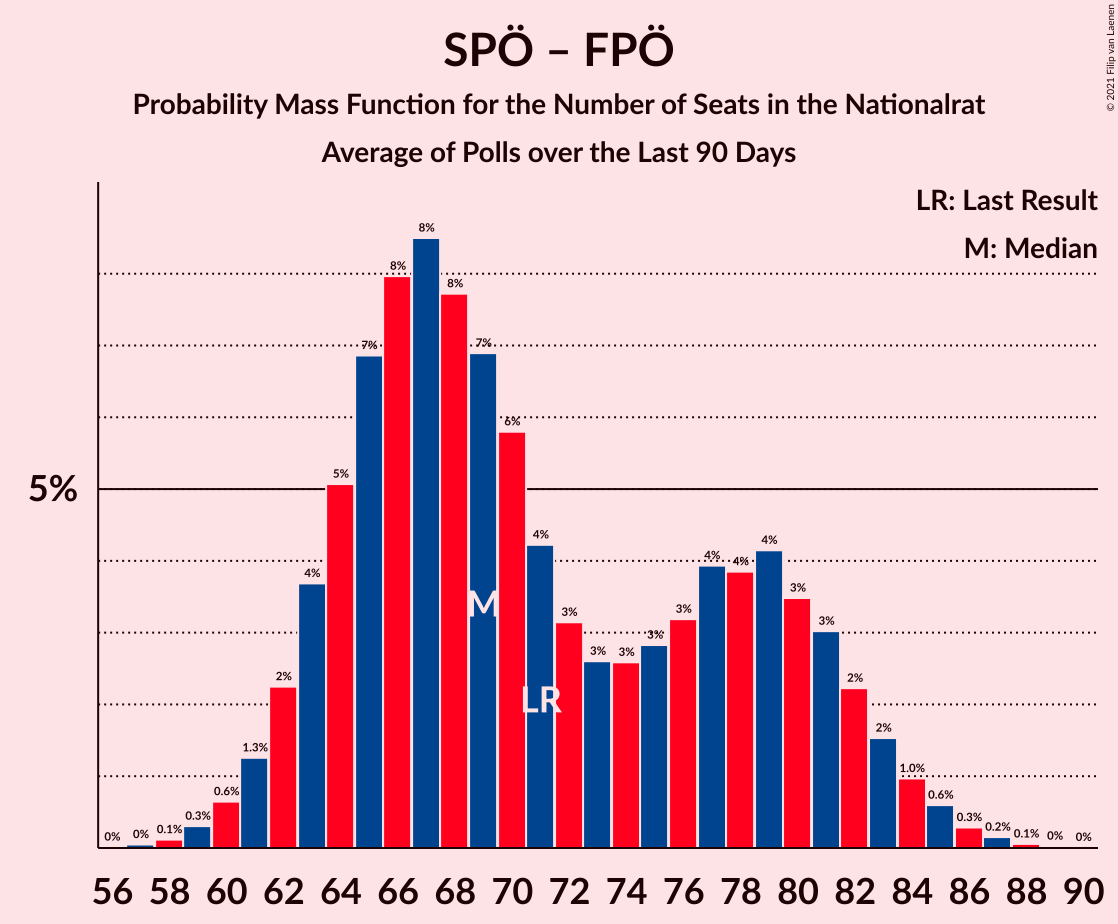 SPÖ – FPÖ
Probability Mass Function for the Number of Seats in the Nationalrat
Average of Polls over the Last 90 Days
© 2021 Filip van Laenen
LR: Last Result
M: Median
5%
0% 0% 0.1% 0.3% 0.6% 1.3% 2% 4% 5% 7% 8% 8% 8% 7% 6% 4% 3% 3% 3% 3% 3% 4% 4% 4% 3% 3% 2% 2% 1.0% 0.6% 0.3% 0.2% 0.1% 0% 0%
M
LR
56 58 60 62 64 66 68 70 72 74 76 78 80 82 84 86 88 90